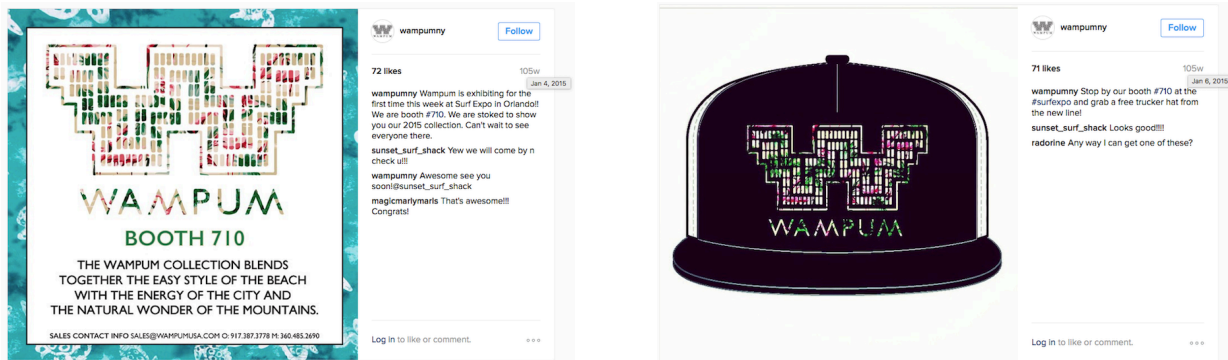 WAMPUM
BOOTH 710
THE WAMPUM COLLECTION BLENDS
TOGETHER THE EASY STYLE OF THE BEACH
WITH THE ENERGY OF THE CITY AND
THE NATURAL WONDER OF THE MOUNTAINS.
SALES CONTACT INFO SALES@WAMPUMUSA.COM O: 917.387.3778 M: 360.485.2690
wampumny
Follow
72 likes
105w
Jan 4, 2015
wampumny Wampum is exhibiting for the
first time this week at Surf Expo in Orlando!!
We are booth #710. We are stoked to show
you our 2015 collection. Can't wait to see
everyone there.
sunset_surf_shack Yew we will come by n
check u!!!
wampumny Awesome see you
soon!@sunset_surf_shack
magicmarlymaris That's awesome!!!
Congrats!
Log in to like or comment.
WAMPUM
wampumny
Follow
71 likes
105w
Jan 6, 2015
wampumny Stop by our booth #710 at the
#surfexpo and grab a free trucker hat from
the new line!
sunset_surf_shack Looks good!!!!
radorine Any way I can get one of these?
Log in to like or comment.